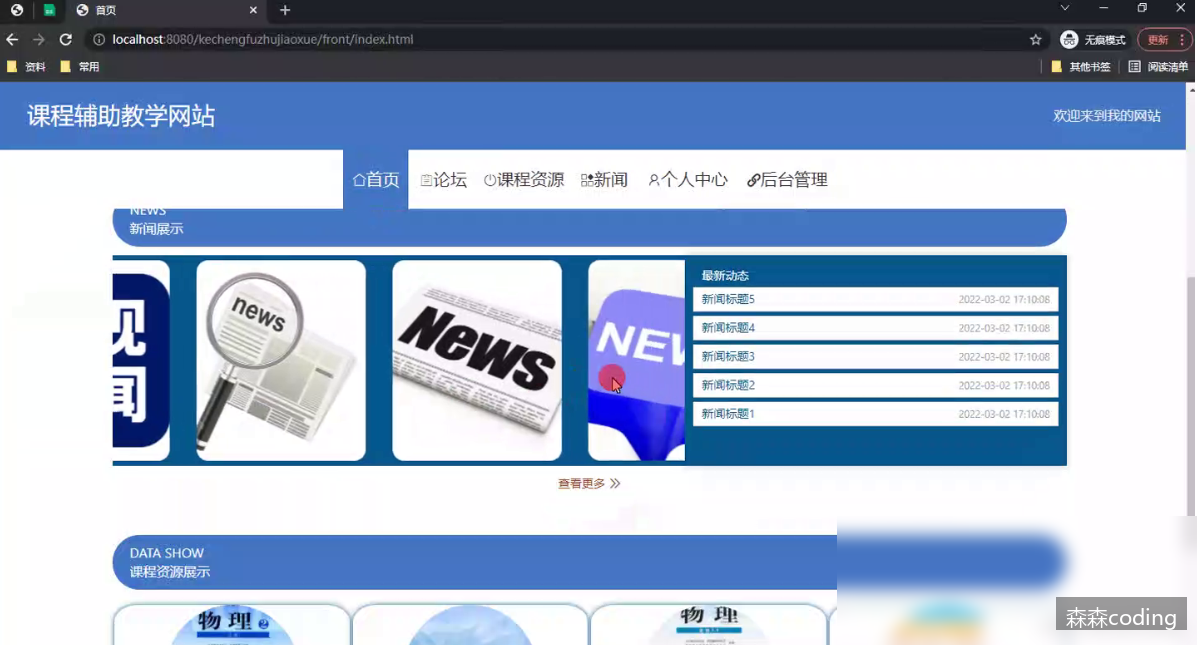 首页
localhost:8080/kechengfuzhujiaoxue/front/index.html
无痕模式
更新
资料
常用
其他书签
阅读清单
课程辅助教学网站
欢迎来到我的网站
首页
论坛
课程资源
新闻
个人中心
后台管理
NEWS
新闻展示
视
闻
news
News
NEW
最新动态
新闻标题5 2022-03-02 17:10:08
新闻标题4 2022-03-02 17:10:08
新闻标题3 2022-03-02 17:10:08
新闻标题2 2022-03-02 17:10:08
新闻标题1 2022-03-02 17:10:08
查看更多
DATA SHOW
课程资源展示
物理
物理
森森coding